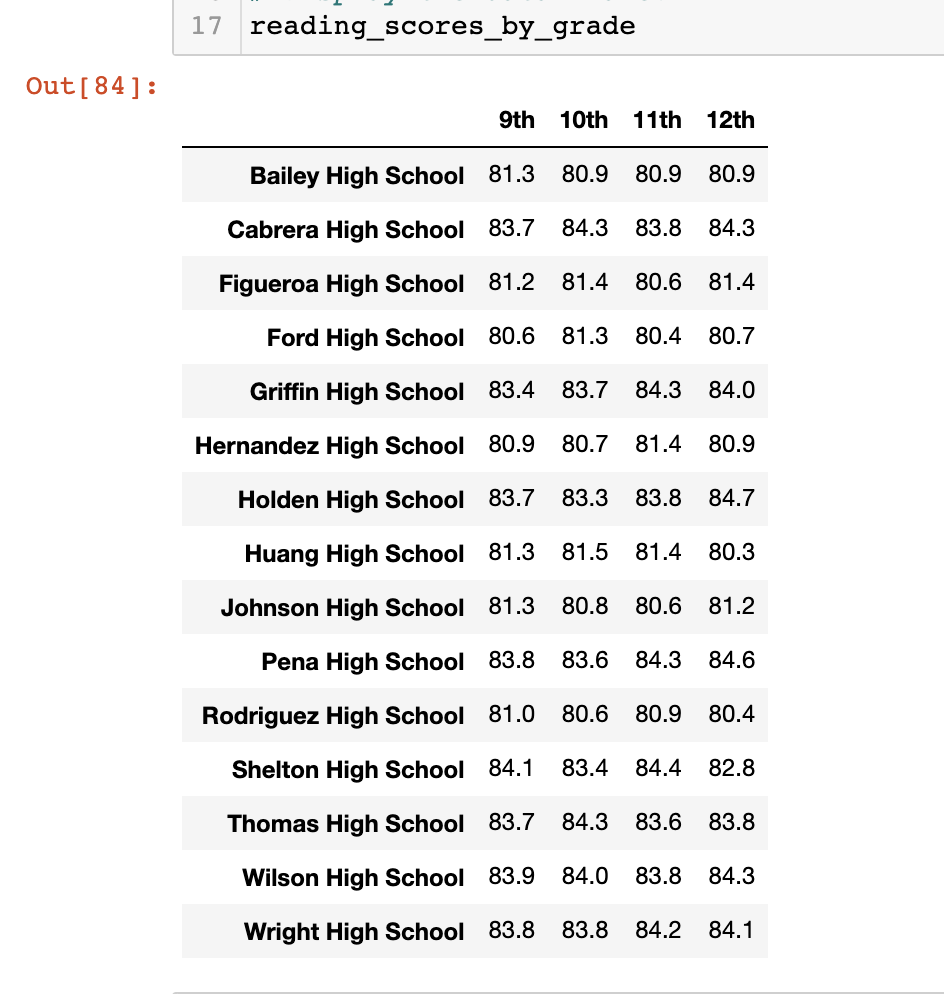 17 reading_scores_by_grade
Out[84]:
9th 10th 11th 12th
Bailey High School 81.3 80.9 80.9 80.9
Cabrera High School 83.7 84.3 83.8 84.3
Figueroa High School 81.2 81.4 80.6 81.4
Ford High School 80.6 81.3 80.4 80.7
Griffin High School 83.4 83.7 84.3 84.0
Hernandez High School 80.9 80.7 81.4 80.9
Holden High School 83.7 83.3 83.8 84.7
Huang High School 81.3 81.5 81.4 80.3
Johnson High School 81.3 80.8 80.6 81.2
Pena High School 83.8 83.6 84.3 84.6
Rodriguez High School 81.0 80.6 80.9 80.4
Shelton High School 84.1 83.4 84.4 82.8
Thomas High School 83.7 84.3 83.6 83.8
Wilson High School 83.9 84.0 83.8 84.3
Wright High School 83.8 83.8 84.2 84.1